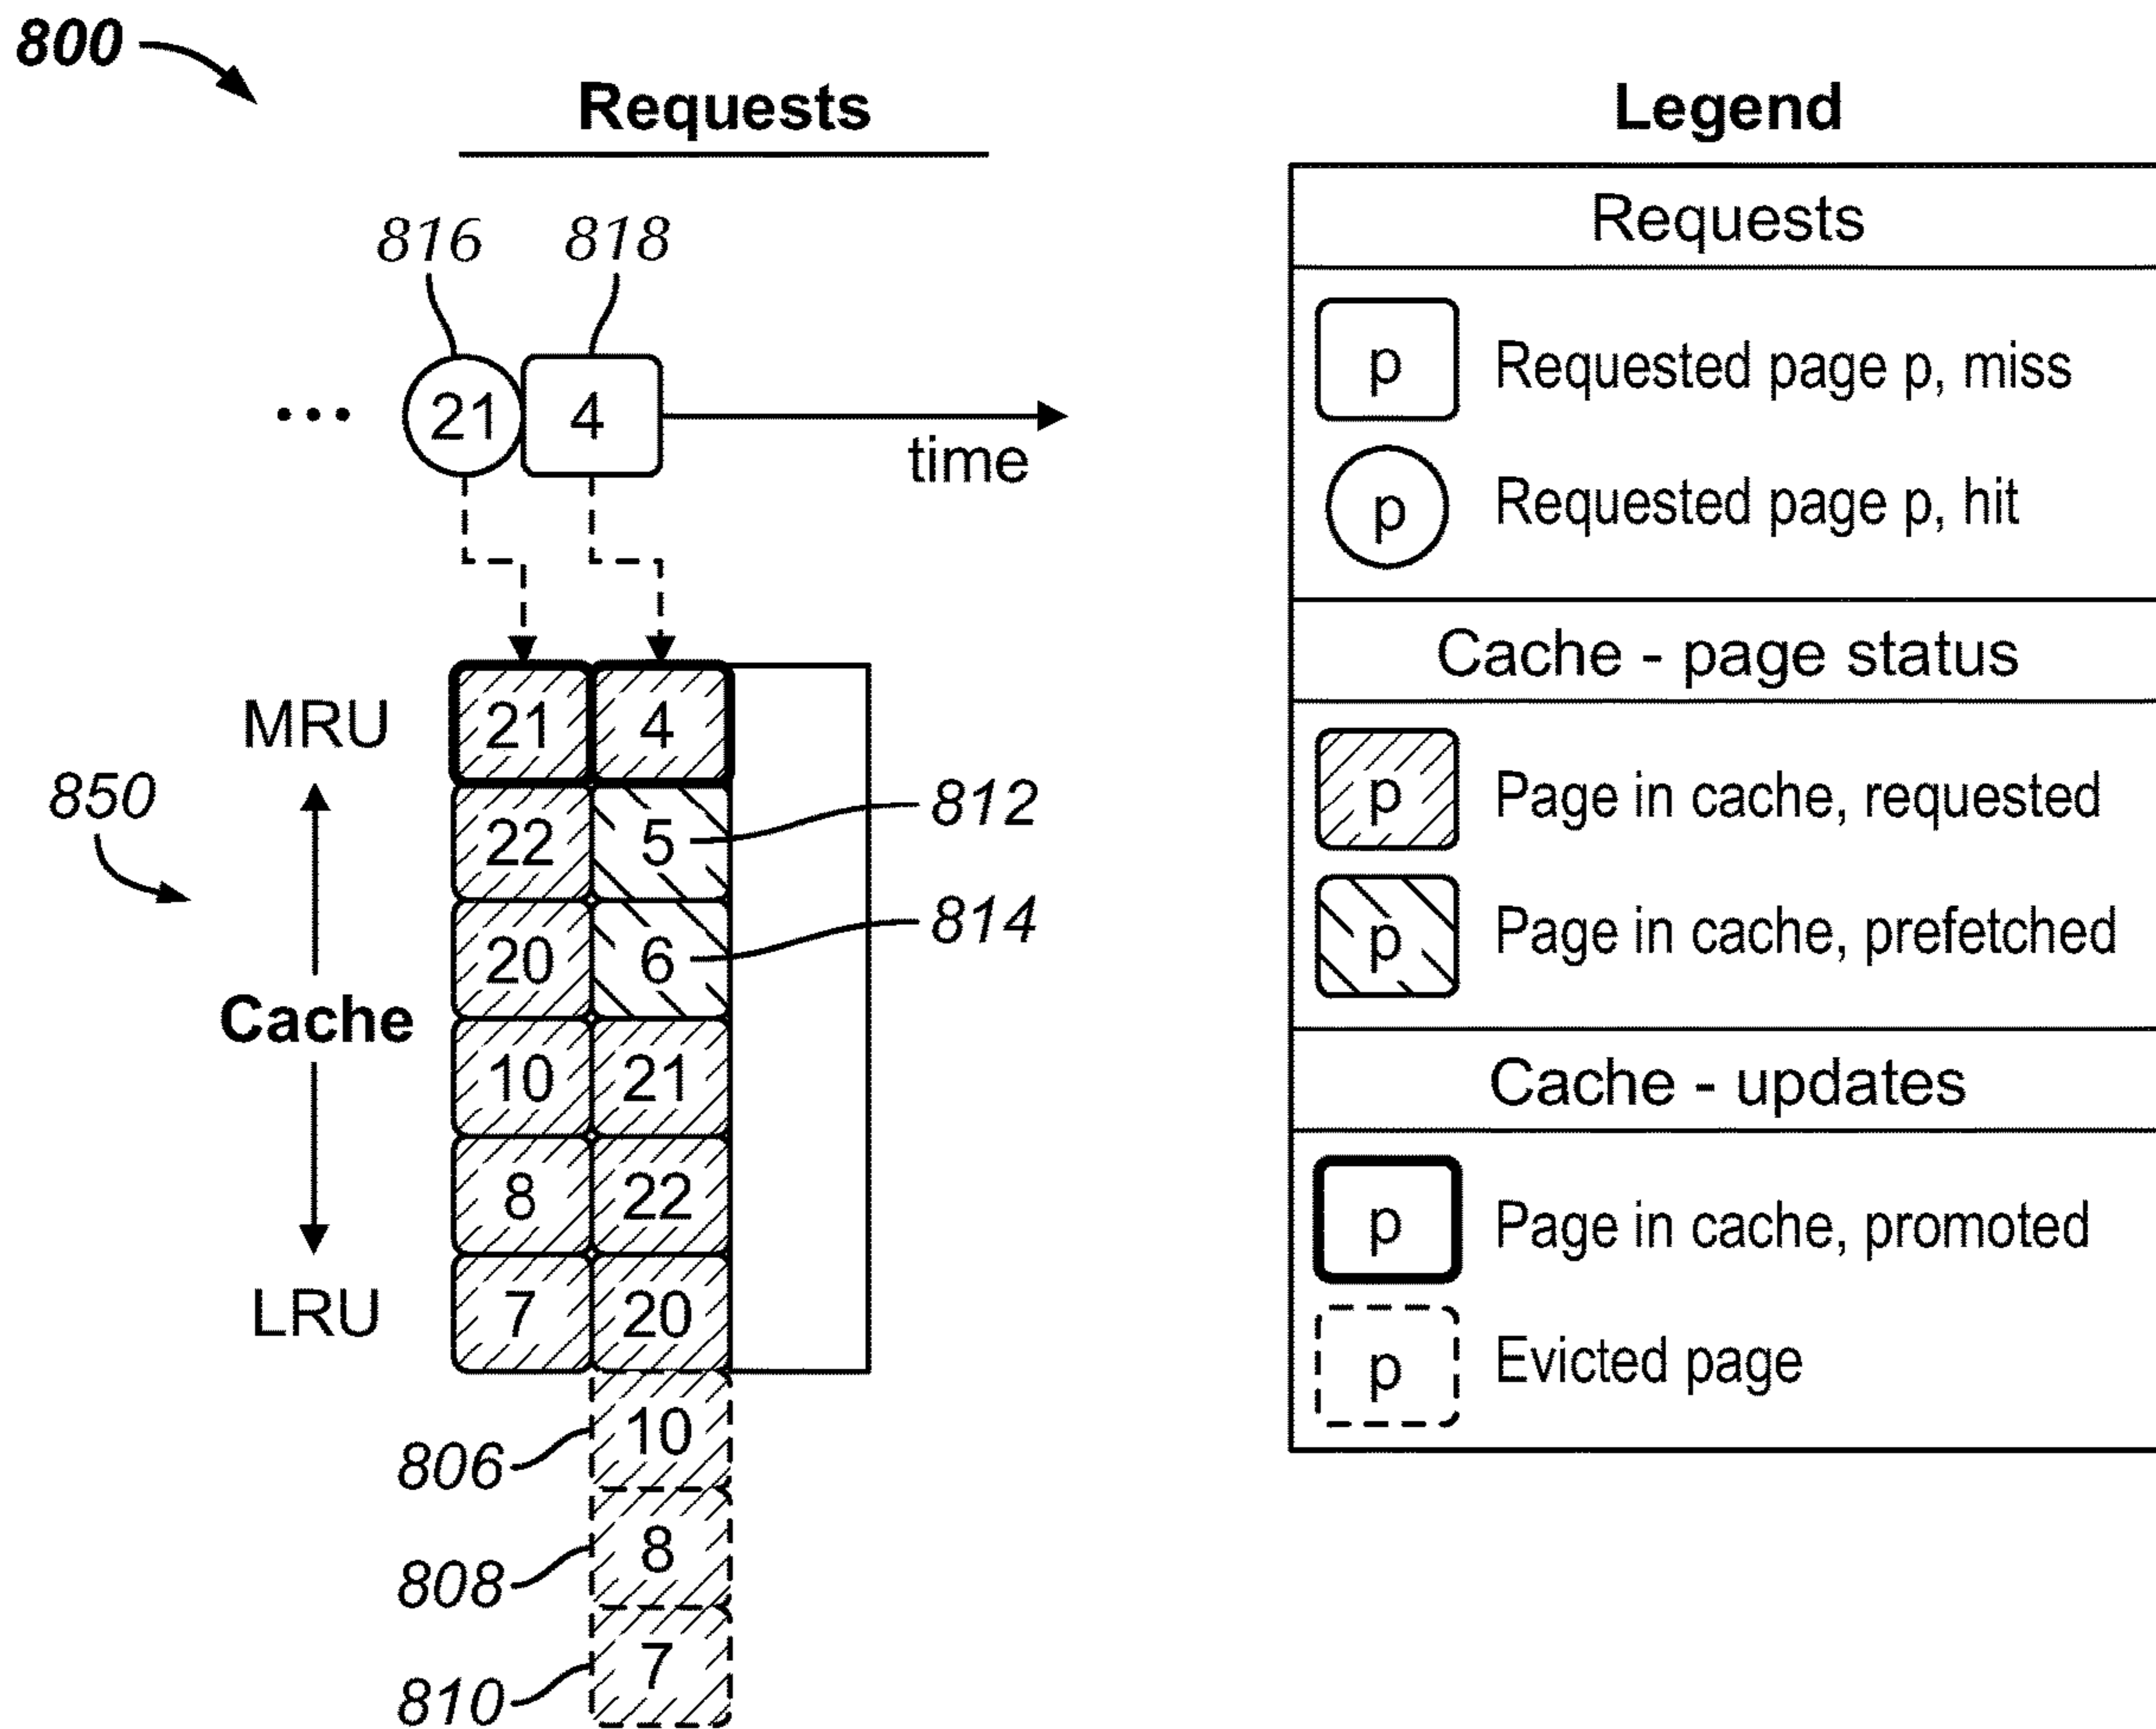 800
Requests
816 818
••• 21 4
time
MRU
850
Cache
LRU
21 4
22 5
20 6
10 21
8 22
7 20
10
8
7
812
814
806
808
810
Legend
Requests
p Requested page p, miss
p Requested page p, hit
Cache - page status
p Page in cache, requested
p Page in cache, prefetched
Cache - updates
p Page in cache, promoted
p Evicted page